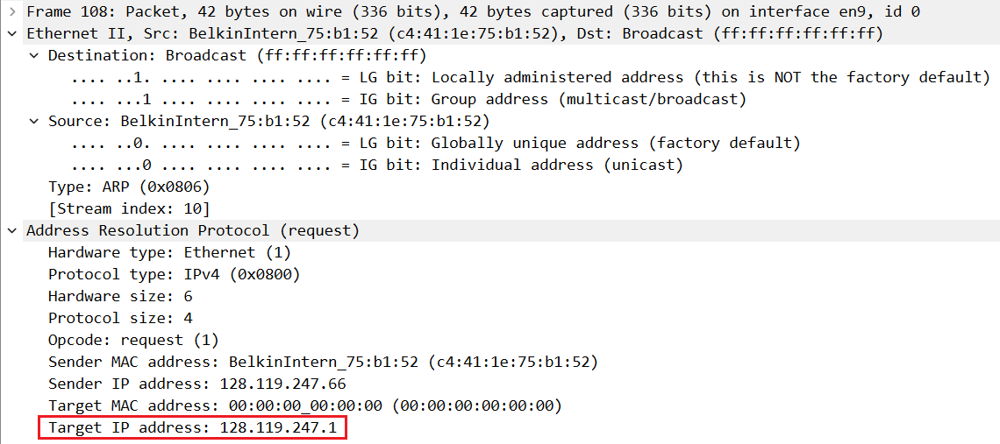 Frame 108: Packet, 42 bytes on wire (336 bits), 42 bytes captured (336 bits) on interface en9, id 0
Ethernet II, Src: BelkinIntern_75:b1:52 (c4:41:1e:75:b1:52), Dst: Broadcast (ff:ff:ff:ff:ff:ff)
Destination: Broadcast (ff:ff:ff:ff:ff:ff)
.... ..1. .... .... .... .... = LG bit: Locally administered address (this is NOT the factory default)
.... ...1 .... .... .... .... = IG bit: Group address (multicast/broadcast)
Source: BelkinIntern_75:b1:52 (c4:41:1e:75:b1:52)
.... ..0. .... .... .... .... = LG bit: Globally unique address (factory default)
.... ...0 .... .... .... .... = IG bit: Individual address (unicast)
Type: ARP (0x0806)
[Stream index: 10]
Address Resolution Protocol (request)
Hardware type: Ethernet (1)
Protocol type: IPv4 (0x0800)
Hardware size: 6
Protocol size: 4
Opcode: request (1)
Sender MAC address: BelkinIntern_75:b1:52 (c4:41:1e:75:b1:52)
Sender IP address: 128.119.247.66
Target MAC address: 00:00:00_00:00:00 (00:00:00:00:00:00)
Target IP address: 128.119.247.1